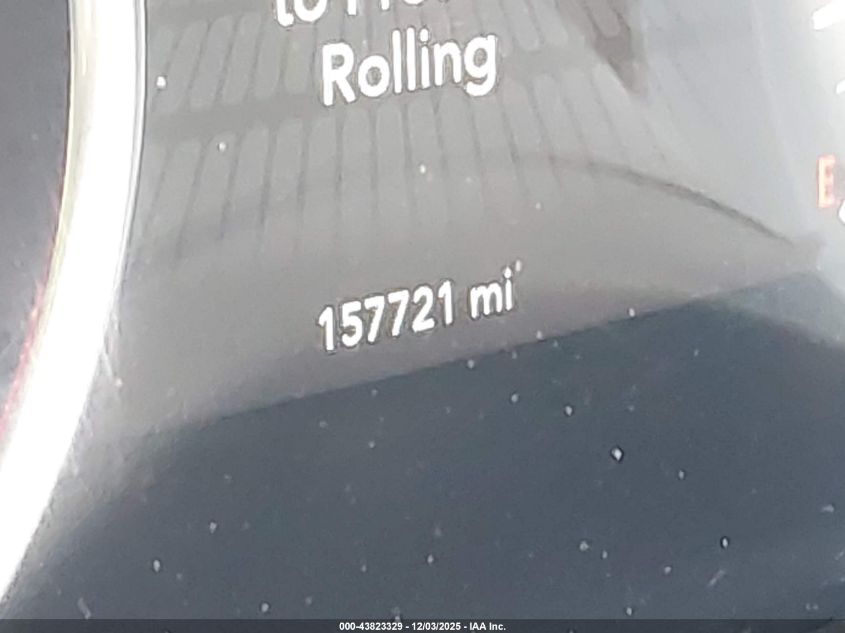 Rolling
157721 mi
E
000-43823329 - 12/03/2025 - IAA Inc.